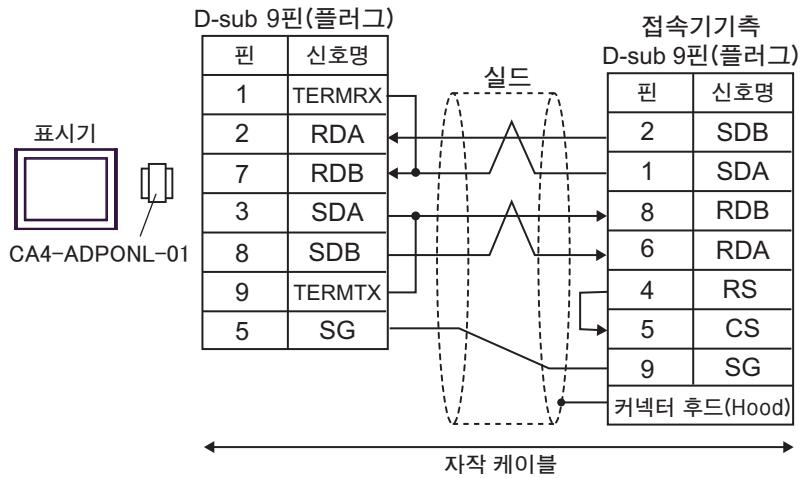 D-sub 9핀(플러그)
핀 신호명
1 TERMRX
2 RDA
7 RDB
3 SDA
8 SDB
9 TERMTX
5 SG
표시기
CA4-ADPONL-01
실드
접속기기측
D-sub 9핀(플러그)
핀 신호명
2 SDB
1 SDA
8 RDB
6 RDA
4 RS
5 CS
9 SG
커넥터 후드(Hood)
자작 케이블